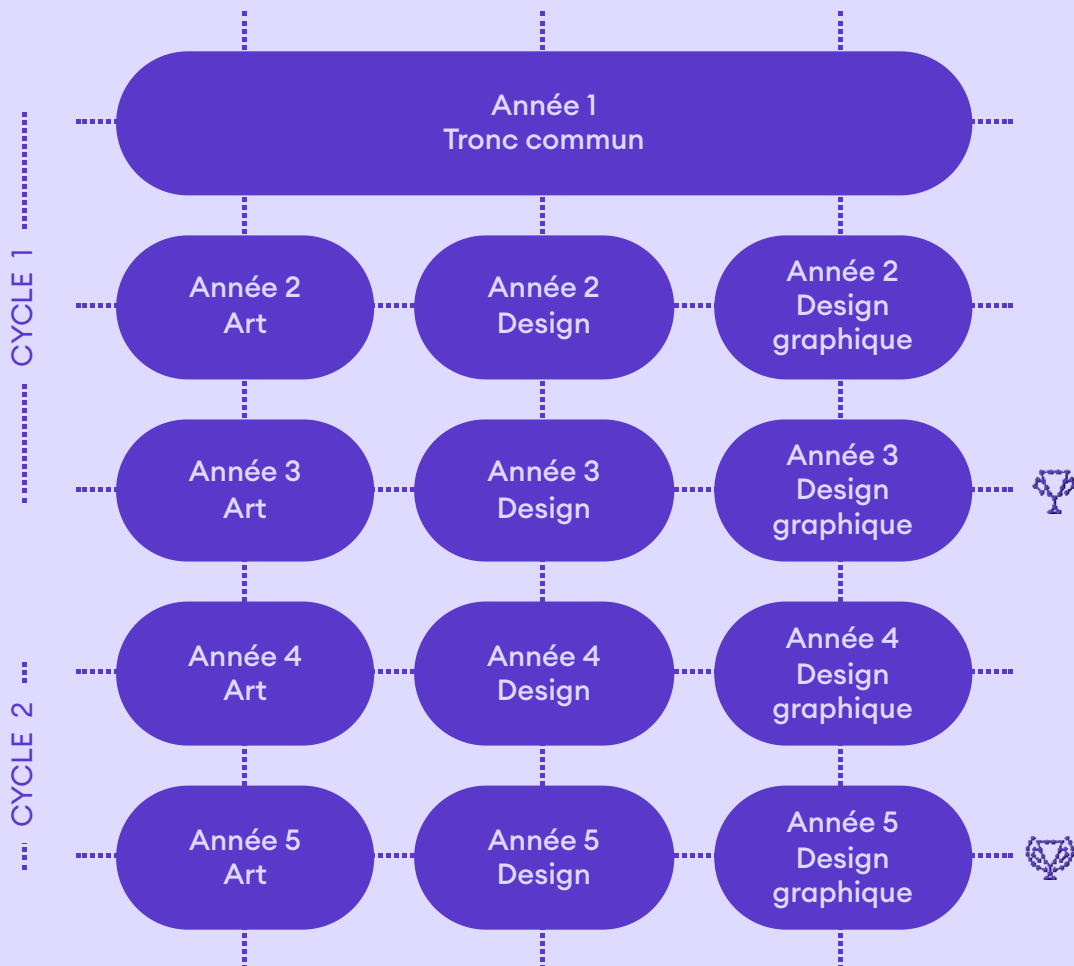 Année 1
Tronc commun
CYCLE 1
Année 2
Art
Année 2
Design
Année 2
Design
graphique
Année 3
Art
Année 3
Design
Année 3
Design
graphique
CYCLE 2
Année 4
Art
Année 4
Design
Année 4
Design
graphique
Année 5
Art
Année 5
Design
Année 5
Design
graphique